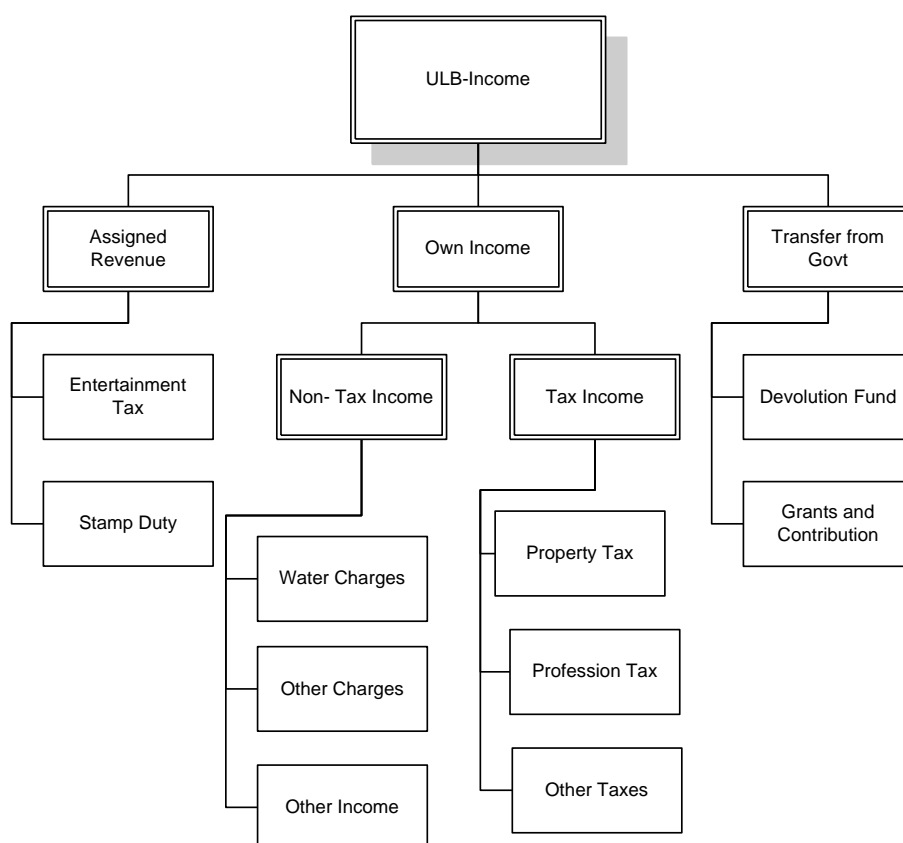 ULB-Income
Assigned
Revenue
Own Income
Transfer from
Govt
Entertainment
Tax
Non- Tax Income
Tax Income
Devolution Fund
Stamp Duty
Grants and
Contribution
Water Charges
Property Tax
Other Charges
Profession Tax
Other Income
Other Taxes